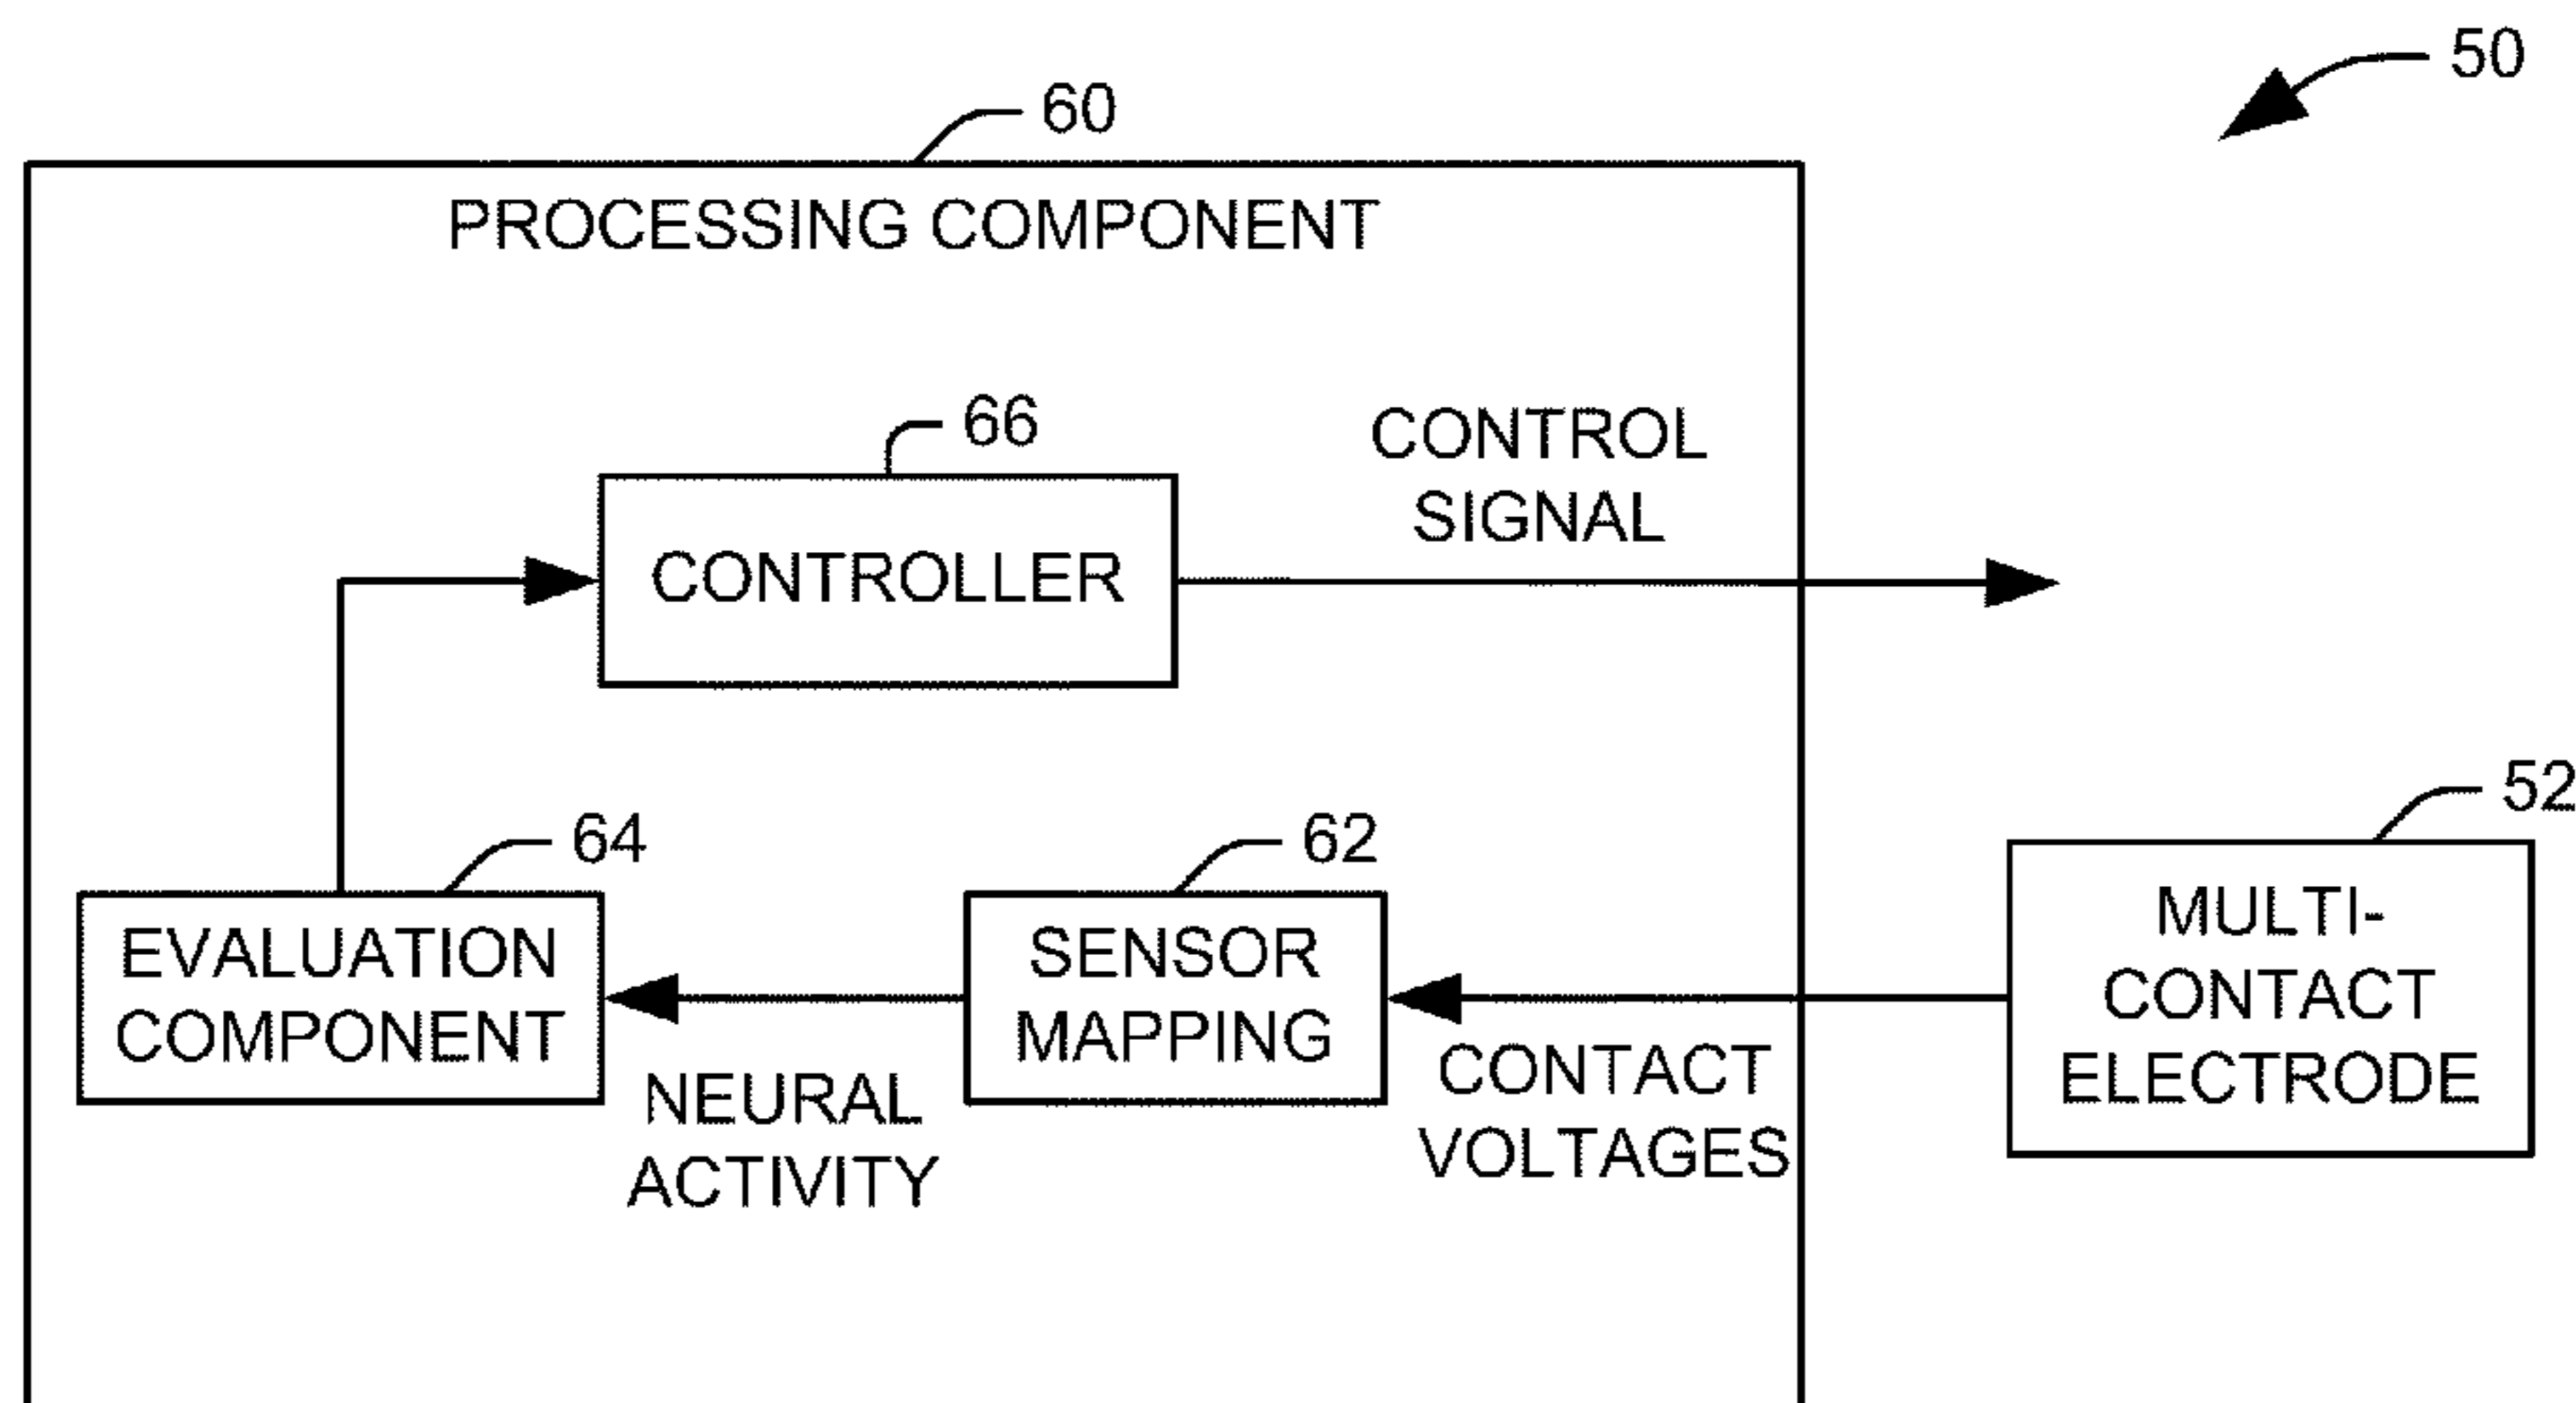 50
60
PROCESSING COMPONENT
66
CONTROLLER
CONTROL
SIGNAL
64
EVALUATION
COMPONENT
NEURAL
ACTIVITY
62
SENSOR
MAPPING
CONTACT
VOLTAGES
52
MULTI-
CONTACT
ELECTRODE